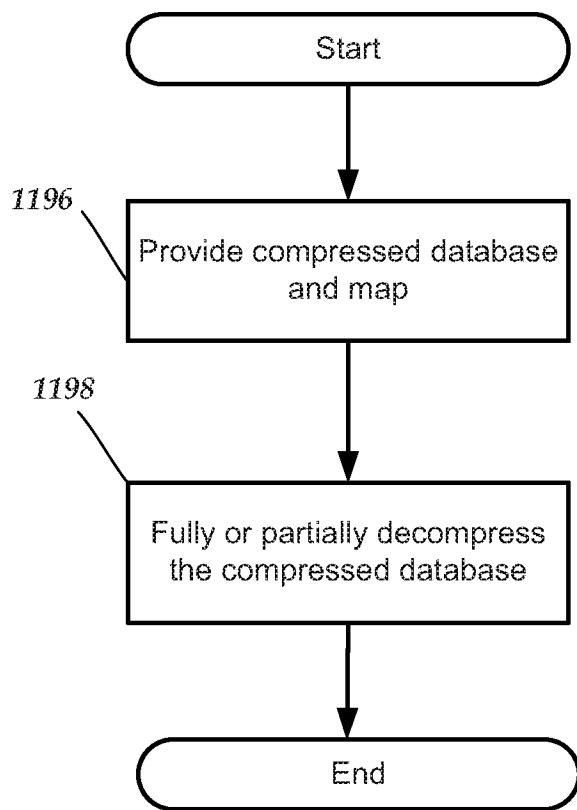 Start
1196
Provide compressed database
and map
1198
Fully or partially decompress
the compressed database
End